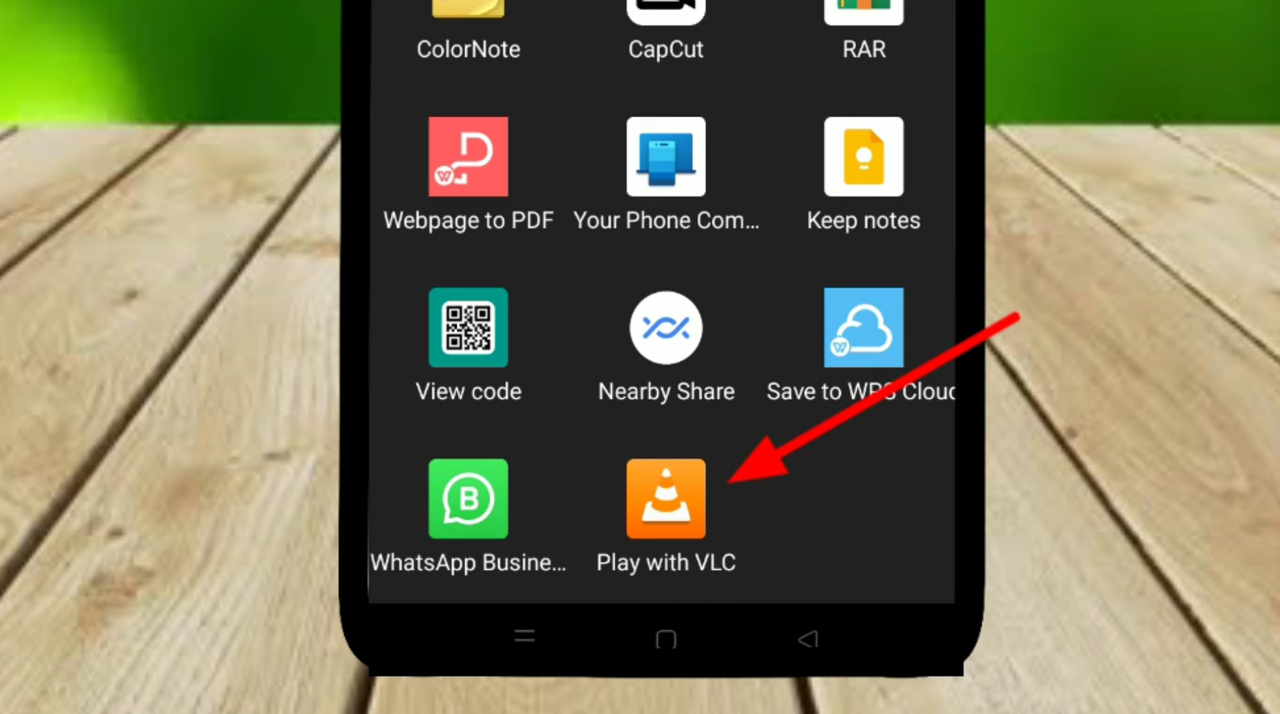 ColorNote
CapCut
RAR
Webpage to PDF
Your Phone Com...
Keep notes
View code
Nearby Share
Save to WPS Cloud
WhatsApp Busine...
B
Play with VLC